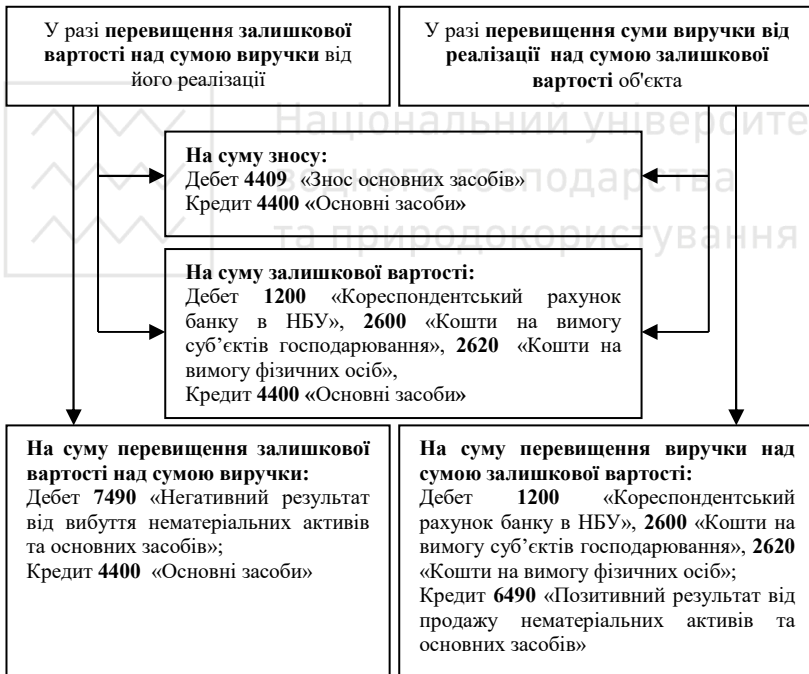 У разі перевищення залишкової
вартості над сумою виручки від
його реалізації
У разі перевищення суми виручки від
реалізації над сумою залишкової
вартості об'єкта
Національний університе
водного господарства
та природокористування
На суму зносу:
Дебет 4409 «Знос основних засобів»
Кредит 4400 «Основні засоби»
На суму залишкової вартості:
Дебет 1200 «Кореспондентський рахунок
банку в НБУ», 2600 «Кошти на вимогу
суб’єктів господарювання», 2620 «Кошти на
вимогу фізичних осіб»,
Кредит 4400 «Основні засоби»
На суму перевищення залишкової
вартості над сумою виручки:
Дебет 7490 «Негативний результат
від вибуття нематеріальних активів
та основних засобів»;
Кредит 4400 «Основні засоби»
На суму перевищення виручки над
сумою залишкової вартості:
Дебет 1200 «Кореспондентський
рахунок банку в НБУ», 2600 «Кошти на
вимогу суб’єктів господарювання», 2620
«Кошти на вимогу фізичних осіб»;
Кредит 6490 «Позитивний результат від
продажу нематеріальних активів та
основних засобів»